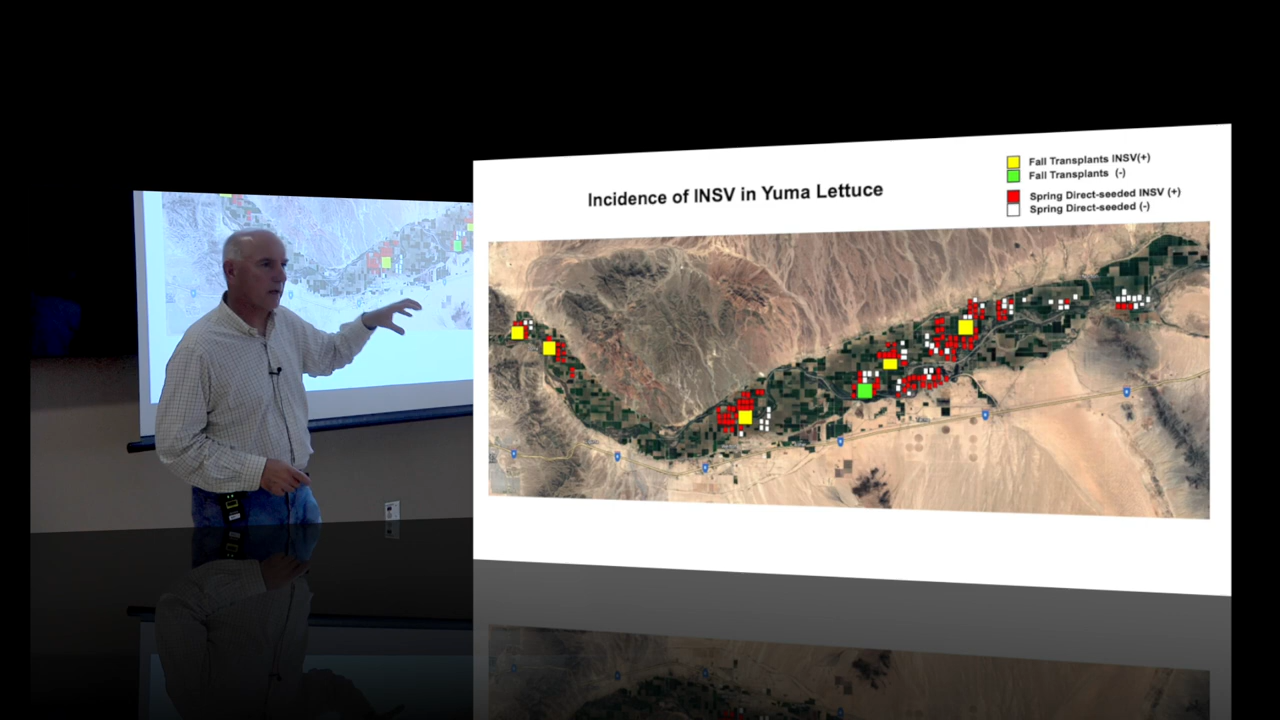 Incidence of INSV in Yuma Lettuce
Fall Transplants INSV(+)
Fall Transplants (-)
Spring Direct-seeded INSV (+)
Spring Direct-seeded (-)